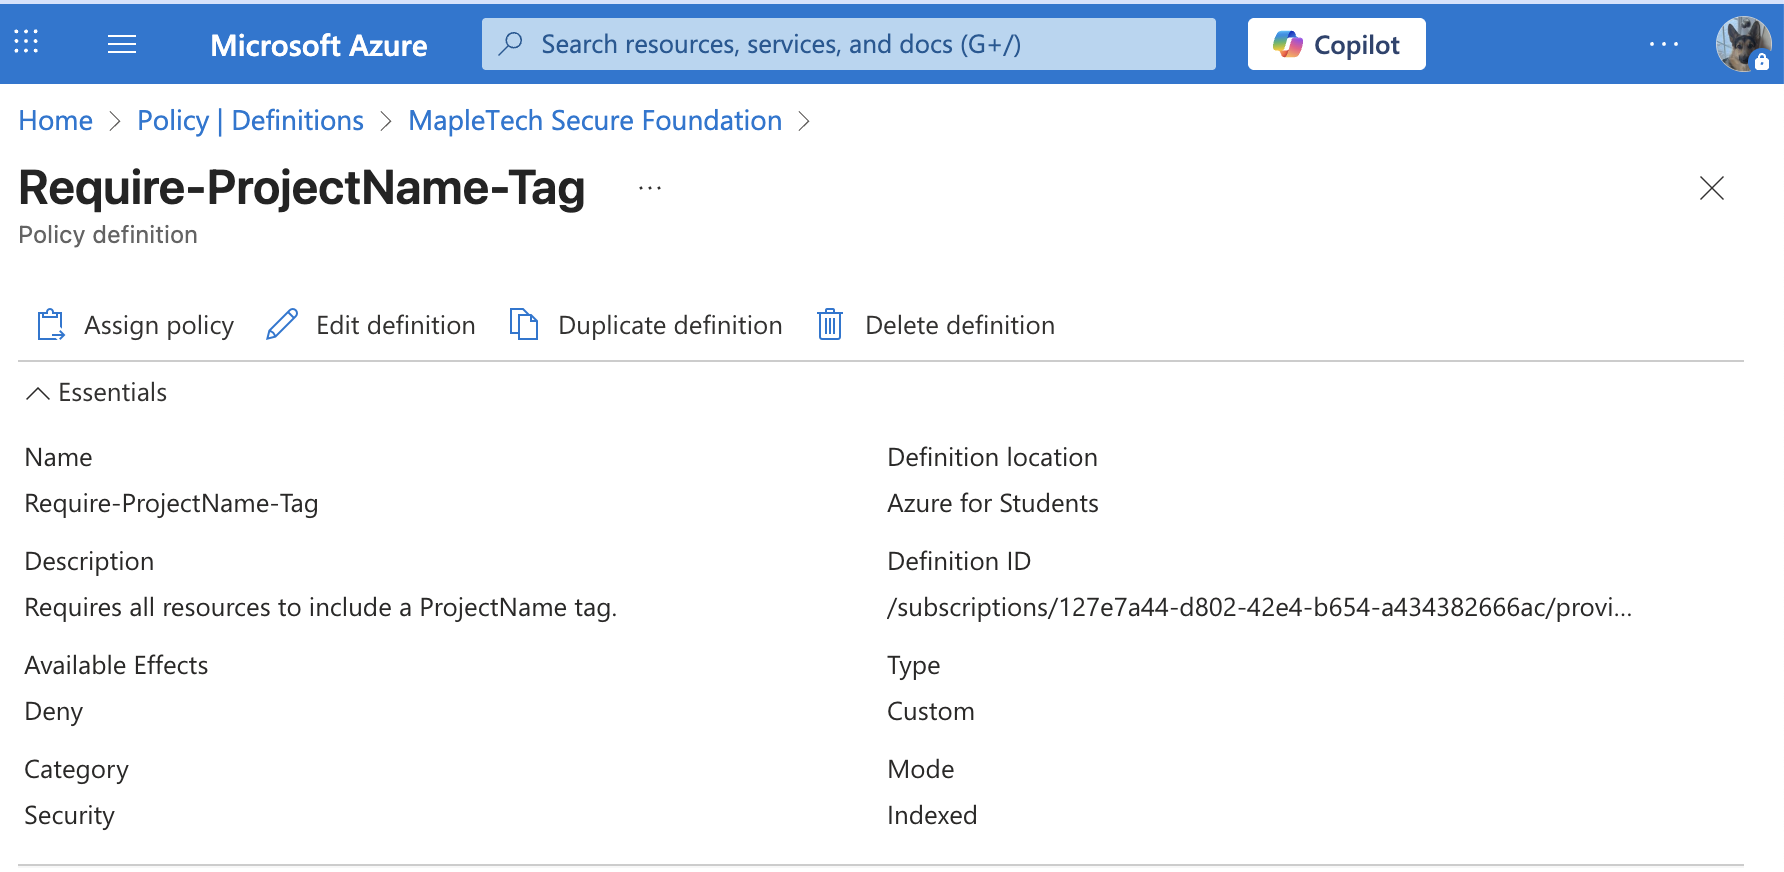 Microsoft Azure
Search resources, services, and docs (G+/)
Copilot
Home > Policy | Definitions > MapleTech Secure Foundation >
Require-ProjectName-Tag ...
Policy definition
Assign policy Edit definition Duplicate definition Delete definition
Essentials
Name
Require-ProjectName-Tag
Definition location
Azure for Students
Description
Requires all resources to include a ProjectName tag.
Definition ID
/subscriptions/127e7a44-d802-42e4-b654-a434382666ac/provi...
Available Effects
Deny
Type
Custom
Category
Security
Mode
Indexed